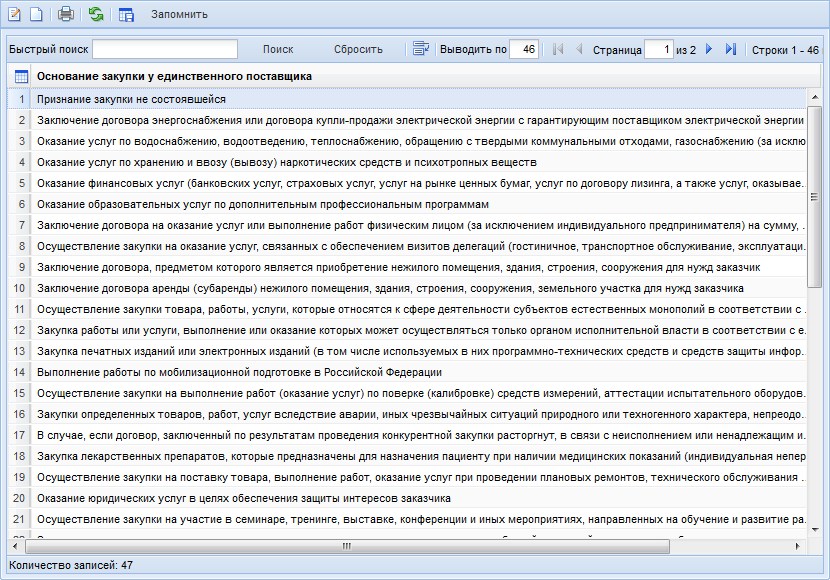 Запомнить
Быстрый поиск Поиск Сбросить Выводить по 46 Страница 1 из 2 Строки 1 - 46
Основание закупки у единственного поставщика
1 Признание закупки не состоявшейся
2 Заключение договора энергоснабжения или договора купли-продажи электрической энергии с гарантирующим поставщиком электрической энергии
3 Оказание услуг по водоснабжению, водоотведению, теплоснабжению, обращению с твердыми коммунальными отходами, газоснабжению (за исклю
4 Оказание услуг по хранению и ввозу (вывозу) наркотических средств и психотропных веществ
5 Оказание финансовых услуг (банковских услуг, страховых услуг, услуг на рынке ценных бумаг, услуг по договору лизинга, а также услуг, оказывае...
6 Оказание образовательных услуг по дополнительным профессиональным программам
7 Заключение договора на оказание услуг или выполнение работ физическим лицом (за исключением индивидуального предпринимателя) на сумму, ..
8 Осуществление закупки на оказание услуг, связанных с обеспечением визитов делегаций (гостиничное, транспортное обслуживание, эксплуатаци...
9 Заключение договора, предметом которого является приобретение нежилого помещения, здания, строения, сооружения для нужд заказчик
10 Заключение договора аренды (субаренды) нежилого помещения, здания, строения, сооружения, земельного участка для нужд заказчика
11 Осуществление закупки товара, работы, услуги, которые относятся к сфере деятельности субъектов естественных монополий в соответствии с ..
12 Закупка работы или услуги, выполнение или оказание которых может осуществляться только органом исполнительной власти в соответствии с е..
13 Закупка печатных изданий или электронных изданий (в том числе используемых в них программно-технических средств и средств защиты инфор...
14 Выполнение работы по мобилизационной подготовке в Российской Федерации
15 Осуществление закупки на выполнение работ (оказание услуг) по поверке (калибровке) средств измерений, аттестации испытательного оборудов..
16 Закупки определенных товаров, работ, услуг вследствие аварии, иных чрезвычайных ситуаций природного или техногенного характера, непреодо...
17 В случае, если договор, заключенный по результатам проведения конкурентной закупки расторгнут, в связи с неисполнением или ненадлежащим и...
18 Закупка лекарственных препаратов, которые предназначены для назначения пациенту при наличии медицинских показаний (индивидуальная непер
19 Осуществление закупки на поставку товара, выполнение работ, оказание услуг при проведении плановых ремонтов, технического обслуживания ..
20 Оказание юридических услуг в целях обеспечения защиты интересов заказчика
21 Осуществление закупки на участие в семинаре, тренинге, выставке, конференции и иных мероприятиях, направленных на обучение и развитие ра..
Количество записей: 47